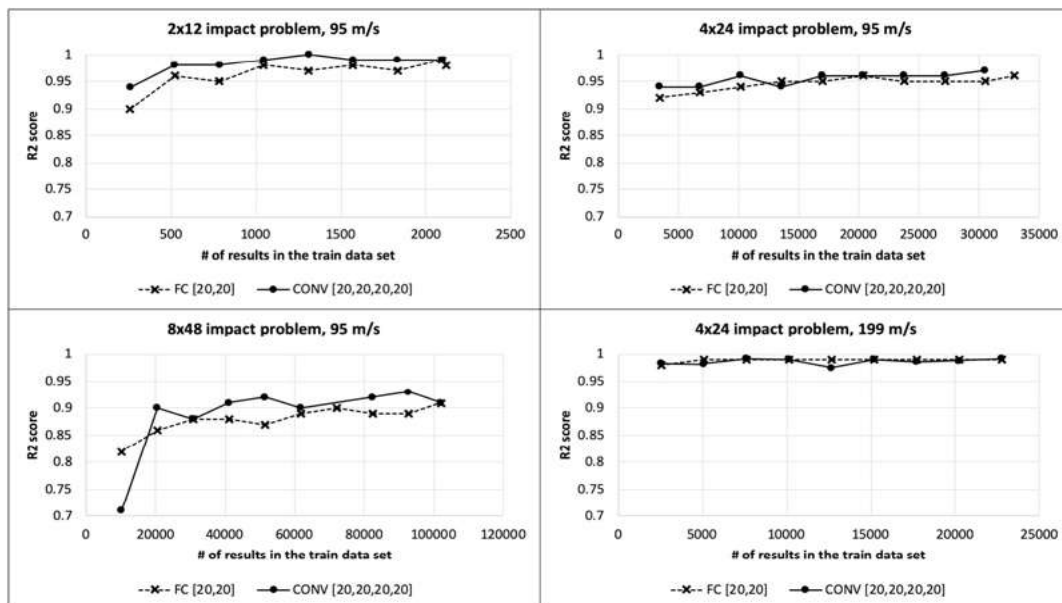 2x12 impact problem, 95 m/s
R2 score
1
0.95
0.9
0.85
0.8
0.75
0.7
0 500 1000 1500 2000 2500
# of results in the train data set
FC [20,20] CONV [20,20,20,20]
4x24 impact problem, 95 m/s
R2 score
1
0.95
0.9
0.85
0.8
0.75
0.7
0 5000 10000 15000 20000 25000 30000 35000
# of results in the train data set
FC [20,20] CONV [20,20,20,20]
8x48 impact problem, 95 m/s
R2 score
1
0.95
0.9
0.85
0.8
0.75
0.7
0 20000 40000 60000 80000 100000 120000
# of results in the train data set
FC [20,20] CONV [20,20,20,20]
4x24 impact problem, 199 m/s
R2 score
1
0.95
0.9
0.85
0.8
0.75
0.7
0 5000 10000 15000 20000 25000
# of results in the train data set
FC [20,20] CONV [20,20,20,20]